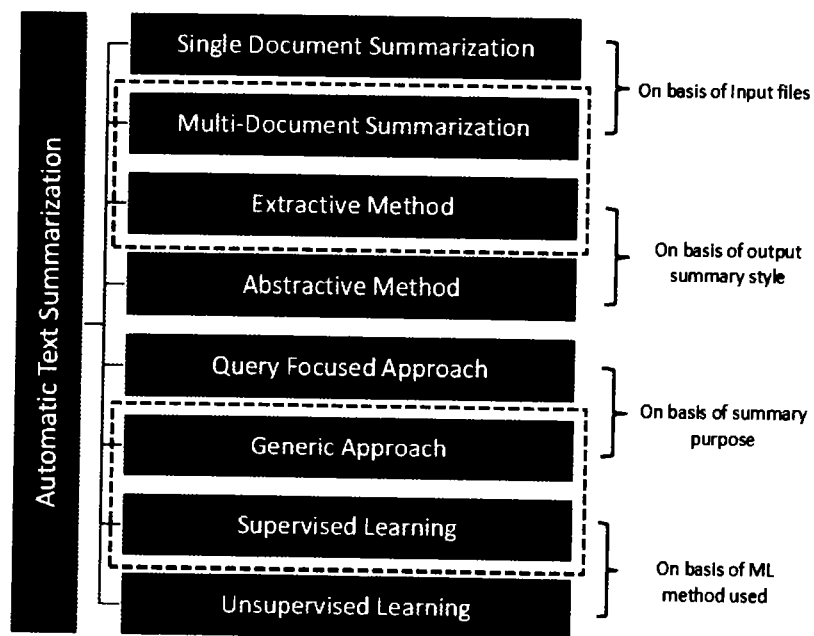 Automatic Text Summarization
Single Document Summarization
Multi-Document Summarization
Extractive Method
Abstractive Method
Query Focused Approach
Generic Approach
Supervised Learning
Unsupervised Learning
On basis of Input files
On basis of output
summary style
On basis of summary
purpose
On basis of ML
method used